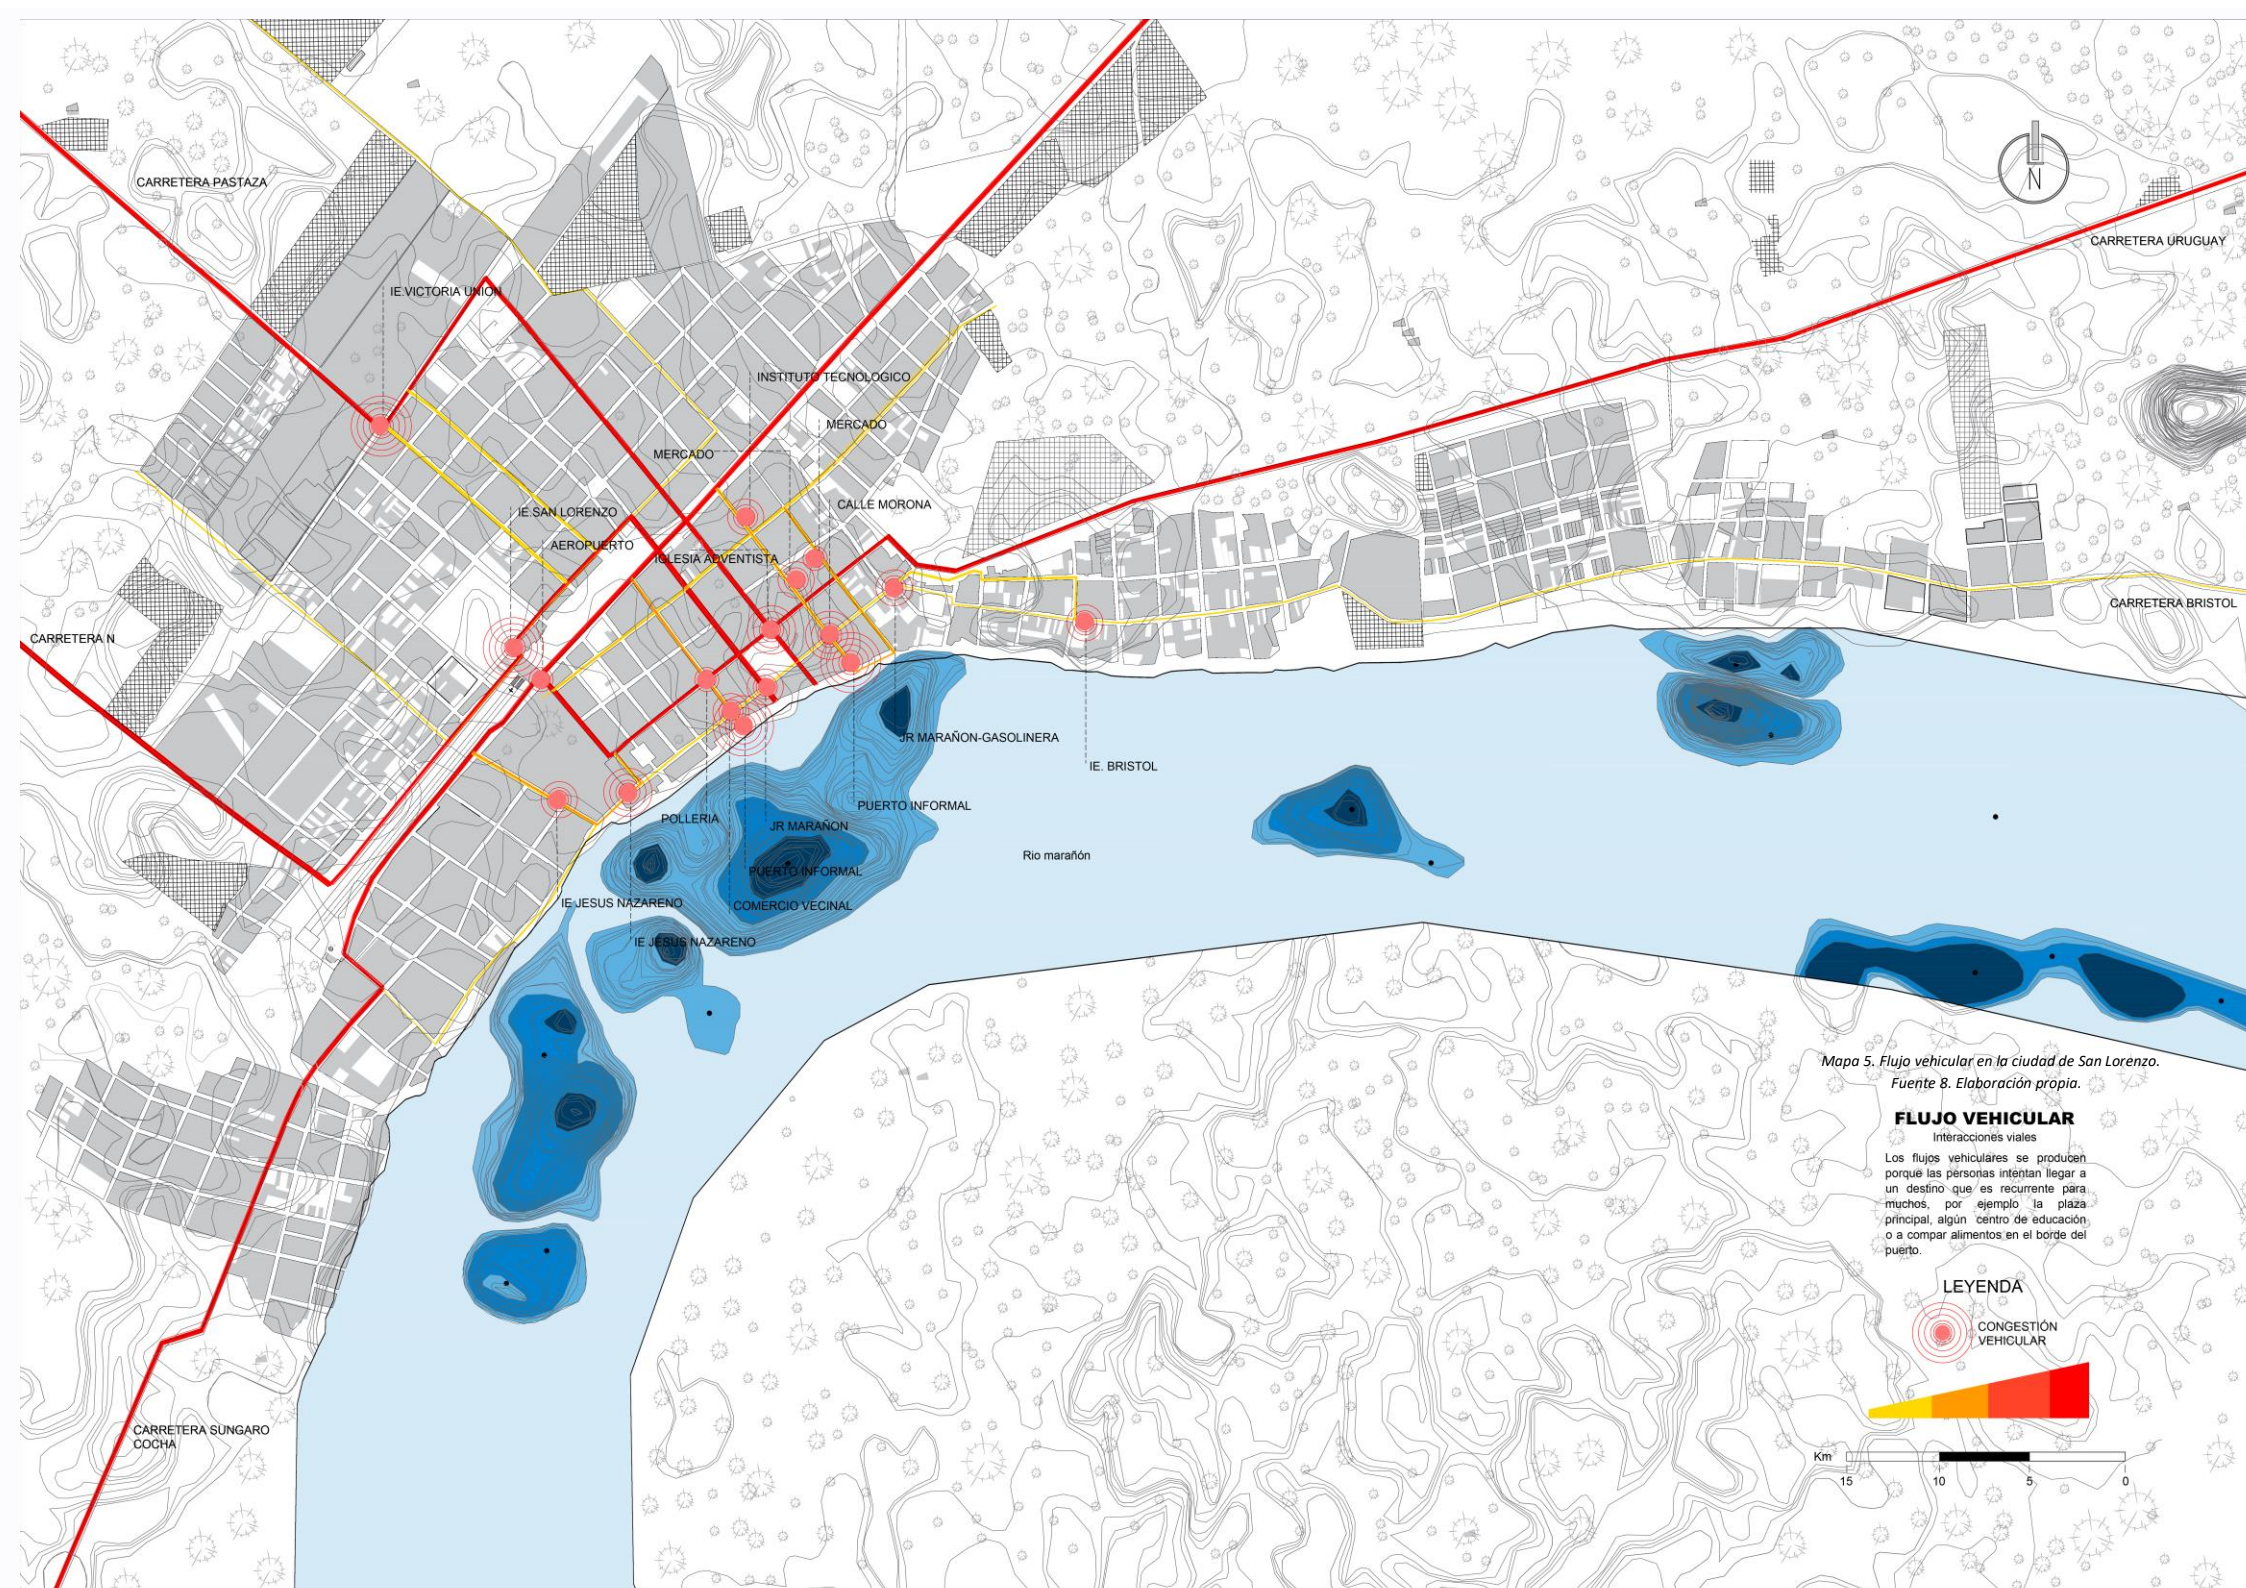 CARRETERA PASTAZA
N
CARRETERA URUGUAY
IE.VICTORIA UNION
INSTITUTO TECNOLOGICO
MERCADO
MERCADO
CALLE MORONA
IE.SAN LORENZO
AEROPUERTO
IGLESIA ADVENTISTA
CARRETERA BRISTOL
CARRETERA N
JR MARAÑON-GASOLINERA
IE. BRISTOL
PUERTO INFORMAL
POLLERIA
JR MARAÑON
Rio marañón
PUERTO INFORMAL
IE JESUS NAZARENO
COMERCIO VECINAL
IE JESUS NAZARENO
Mapa 5. Flujo vehicular en la ciudad de San Lorenzo.
Fuente 8. Elaboración propia.
FLUJO VEHICULAR
Interacciones viales
Los flujos vehiculares se producen
porque las personas intentan llegar a
un destino que es recurrente para
muchos, por ejemplo la plaza
principal, algún centro de educación
o a compar alimentos en el borde del
puerto.
LEYENDA
CONGESTIÓN
VEHICULAR
CARRETERA SUNGARO
COCHA
Km
15 10 5 0